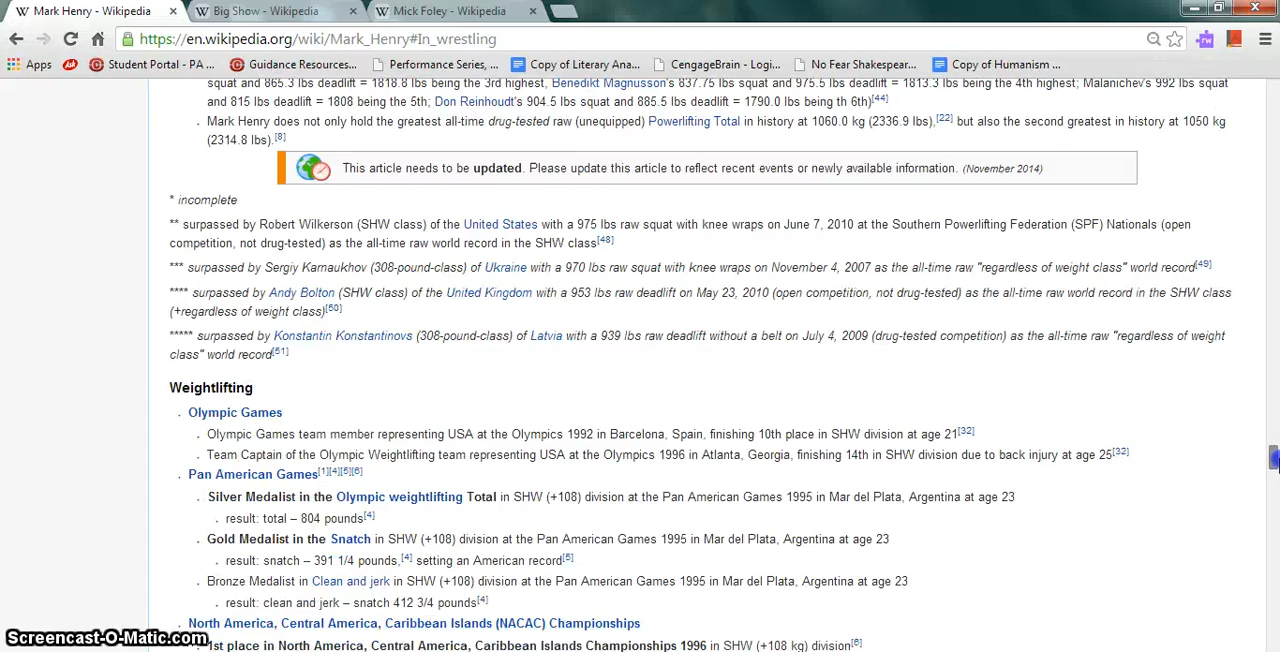 Mark Henry - Wikipedia
Big Show - Wikipedia
Mick Foley - Wikipedia
https://en.wikipedia.org/wiki/Mark_Henry#In_wrestling
Apps Ask Student Portal - PA ... Guidance Resources... Performance Series, ... Copy of Literary Ana... CengageBrain - Logi... No Fear Shakespear... Copy of Humanism ...
squat and 865.3 lbs deadlift = 1818.8 lbs being the 3rd highest; Benedikt Magnusson's 837.75 lbs squat and 975.5 lbs deadlift = 1813.3 lbs being the 4th highest; Malanichev's 992 lbs squat
and 815 lbs deadlift = 1808 being the 5th; Don Reinhoudt's 904.5 lbs squat and 885.5 lbs deadlift = 1790.0 lbs being th 6th)[44]
Mark Henry does not only hold the greatest all-time drug-tested raw (unequipped) Powerlifting Total in history at 1060.0 kg (2336.9 lbs),[22] but also the second greatest in history at 1050 kg
(2314.8 lbs).[8]
This article needs to be updated. Please update this article to reflect recent events or newly available information. (November 2014)
* incomplete
** surpassed by Robert Wilkerson (SHW class) of the United States with a 975 lbs raw squat with knee wraps on June 7, 2010 at the Southern Powerlifting Federation (SPF) Nationals (open
competition, not drug-tested) as the all-time raw world record in the SHW class[48]
*** surpassed by Sergiy Karnaukhov (308-pound-class) of Ukraine with a 970 lbs raw squat with knee wraps on November 4, 2007 as the all-time raw "regardless of weight class" world record[49]
**** surpassed by Andy Bolton (SHW class) of the United Kingdom with a 953 lbs raw deadlift on May 23, 2010 (open competition, not drug-tested) as the all-time raw world record in the SHW class
(+regardless of weight class)[50]
***** surpassed by Konstantin Konstantinovs (308-pound-class) of Latvia with a 939 lbs raw deadlift without a belt on July 4, 2009 (drug-tested competition) as the all-time raw "regardless of weight
class" world record[51]
Weightlifting
Olympic Games
Olympic Games team member representing USA at the Olympics 1992 in Barcelona, Spain, finishing 10th place in SHW division at age 21[32]
Team Captain of the Olympic Weightlifting team representing USA at the Olympics 1996 in Atlanta, Georgia, finishing 14th in SHW division due to back injury at age 25[32]
Pan American Games[1][4][5][6]
Silver Medalist in the Olympic weightlifting Total in SHW (+108) division at the Pan American Games 1995 in Mar del Plata, Argentina at age 23
result: total – 804 pounds[4]
Gold Medalist in the Snatch in SHW (+108) division at the Pan American Games 1995 in Mar del Plata, Argentina at age 23
result: snatch – 391 1/4 pounds,[4] setting an American record[5]
Bronze Medalist in Clean and jerk in SHW (+108) division at the Pan American Games 1995 in Mar del Plata, Argentina at age 23
result: clean and jerk – snatch 412 3/4 pounds[4]
North America, Central America, Caribbean Islands (NACAC) Championships
1st place in North America, Central America, Caribbean Islands Championships 1996 in SHW (+108 kg) division[6]
Screencast-O-Matic.com